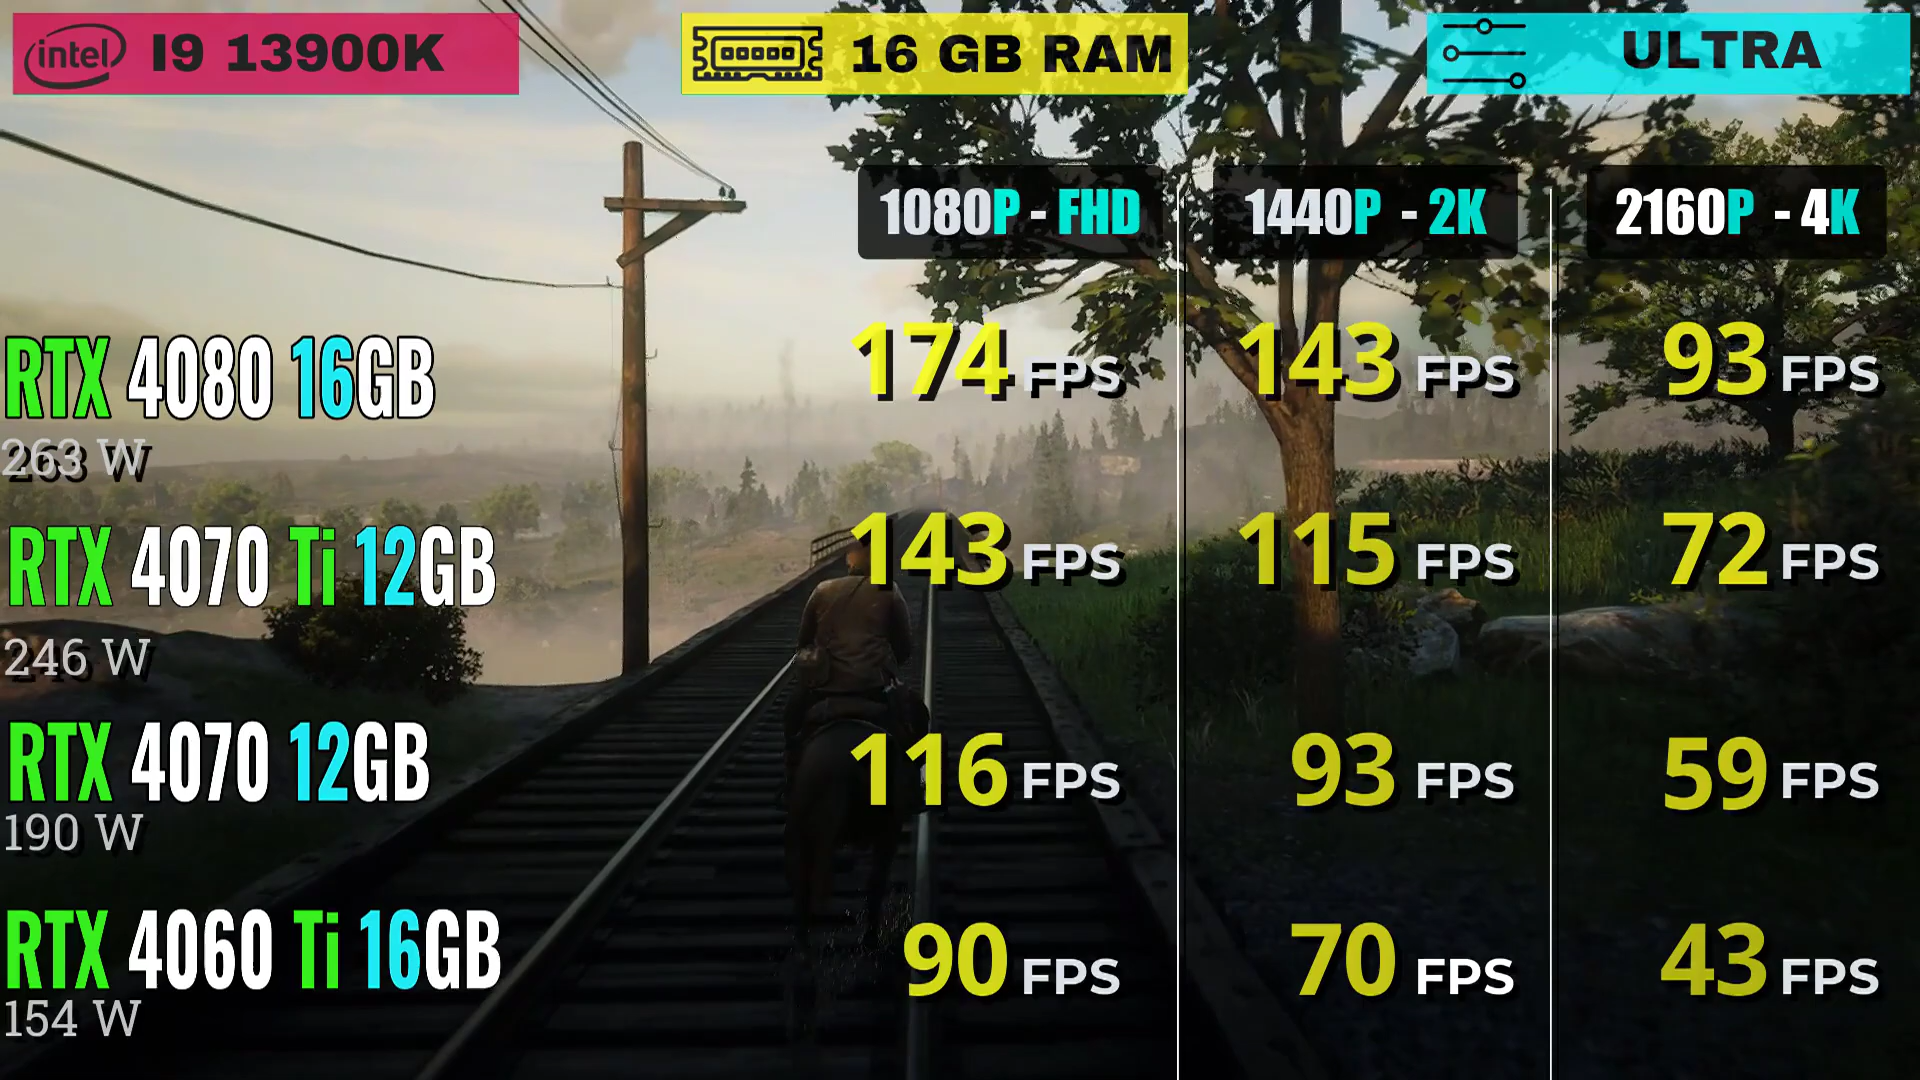 intel I9 13900K
16 GB RAM
ULTRA
1080P - FHD 1440P - 2K 2160P - 4K
RTX 4080 16GB 174 FPS 143 FPS 93 FPS
263 W
RTX 4070 Ti 12GB 143 FPS 115 FPS 72 FPS
246 W
RTX 4070 12GB 116 FPS 93 FPS 59 FPS
190 W
RTX 4060 Ti 16GB 90 FPS 70 FPS 43 FPS
154 W